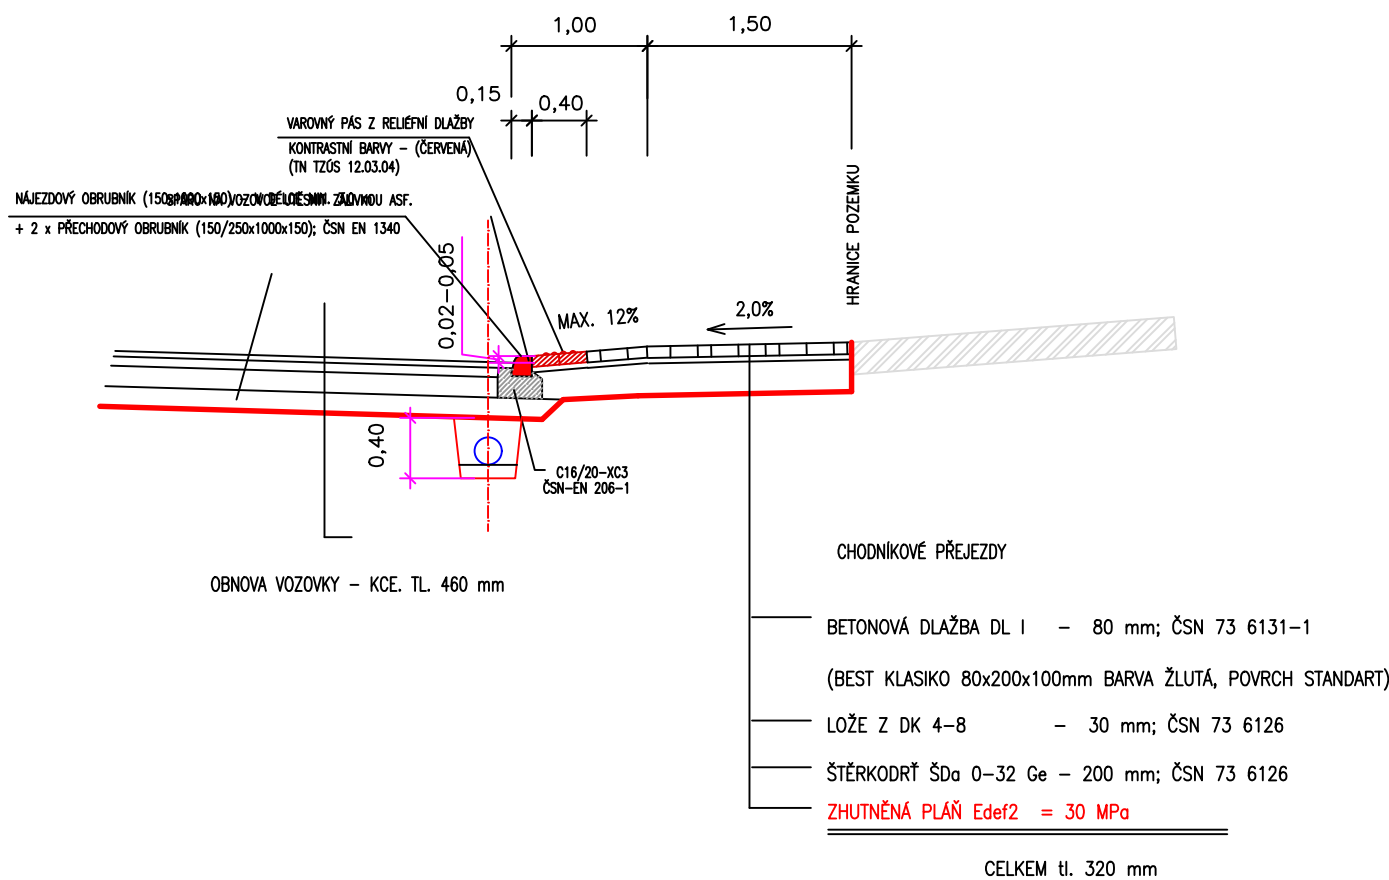 1,00
1,50
0,15
0,40
VAROVNÝ PÁS Z RELIÉFNÍ DLAŽBY
KONTRASTNÍ BARVY - (ČERVENÁ)
(TN TZÚS 12.03.04)
NÁJEZDOVÝ OBRUBNÍK ASF.
+ 2 x PŘECHODOVÝ OBRUBNÍK (150/250x1000x150); ČSN EN 1340
HRANICE POZEMKU
0,02-0,05
MAX. 12%
2,0%
0,40
C16/20-XC3
ČSN-EN 206-1
OBNOVA VOZOVKY - KCE. TL. 460 mm
CHODNÍKOVÉ PŘEJEZDY
BETONOVÁ DLAŽBA DL I - 80 mm; ČSN 73 6131-1
(BEST KLASIKO 80x200x100mm BARVA ŽLUTÁ, POVRCH STANDART)
LOŽE Z DK 4-8 - 30 mm; ČSN 73 6126
ŠTĚRKODRŤ ŠDa 0-32 Ge - 200 mm; ČSN 73 6126
ZHUTNĚNÁ PLÁŇ Edef2 = 30 MPa
CELKEM tl. 320 mm